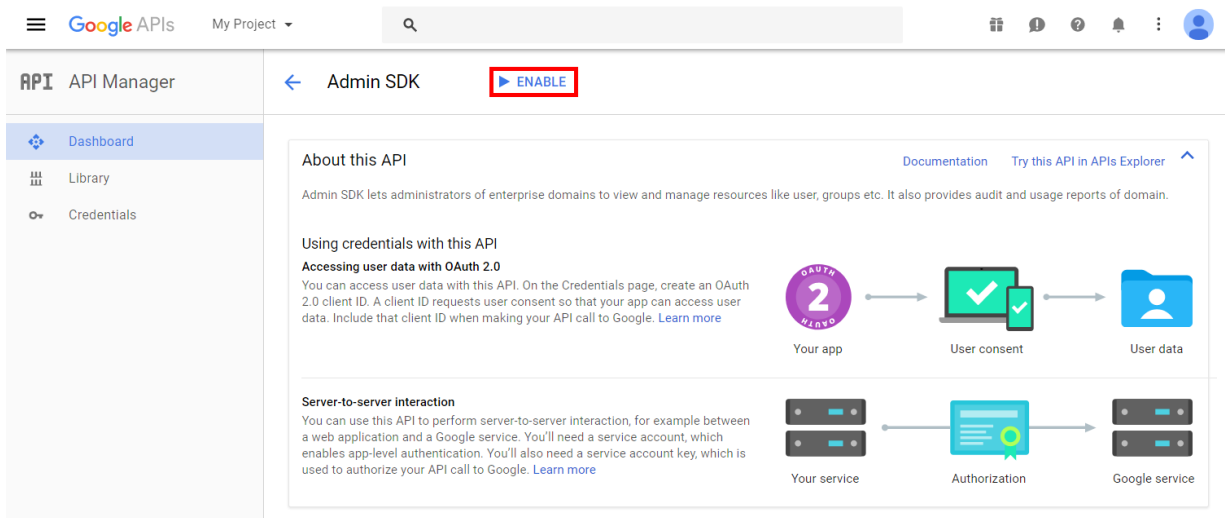 Google APIs My Project
API API Manager
Admin SDK ENABLE
Dashboard
Library
Credentials
About this API Documentation Try this API in APIs Explorer
Admin SDK lets administrators of enterprise domains to view and manage resources like user, groups etc. It also provides audit and usage reports of domain.
Using credentials with this API
Accessing user data with OAuth 2.0
You can access user data with this API. On the Credentials page, create an OAuth
2.0 client ID. A client ID requests user consent so that your app can access user
data. Include that client ID when making your API call to Google. Learn more
OAUTH
2
OAUTH
Your app User consent User data
Server-to-server interaction
You can use this API to perform server-to-server interaction, for example between
a web application and a Google service. You'll need a service account, which
enables app-level authentication. You'll also need a service account key, which is
used to authorize your API call to Google. Learn more
Your service Authorization Google service